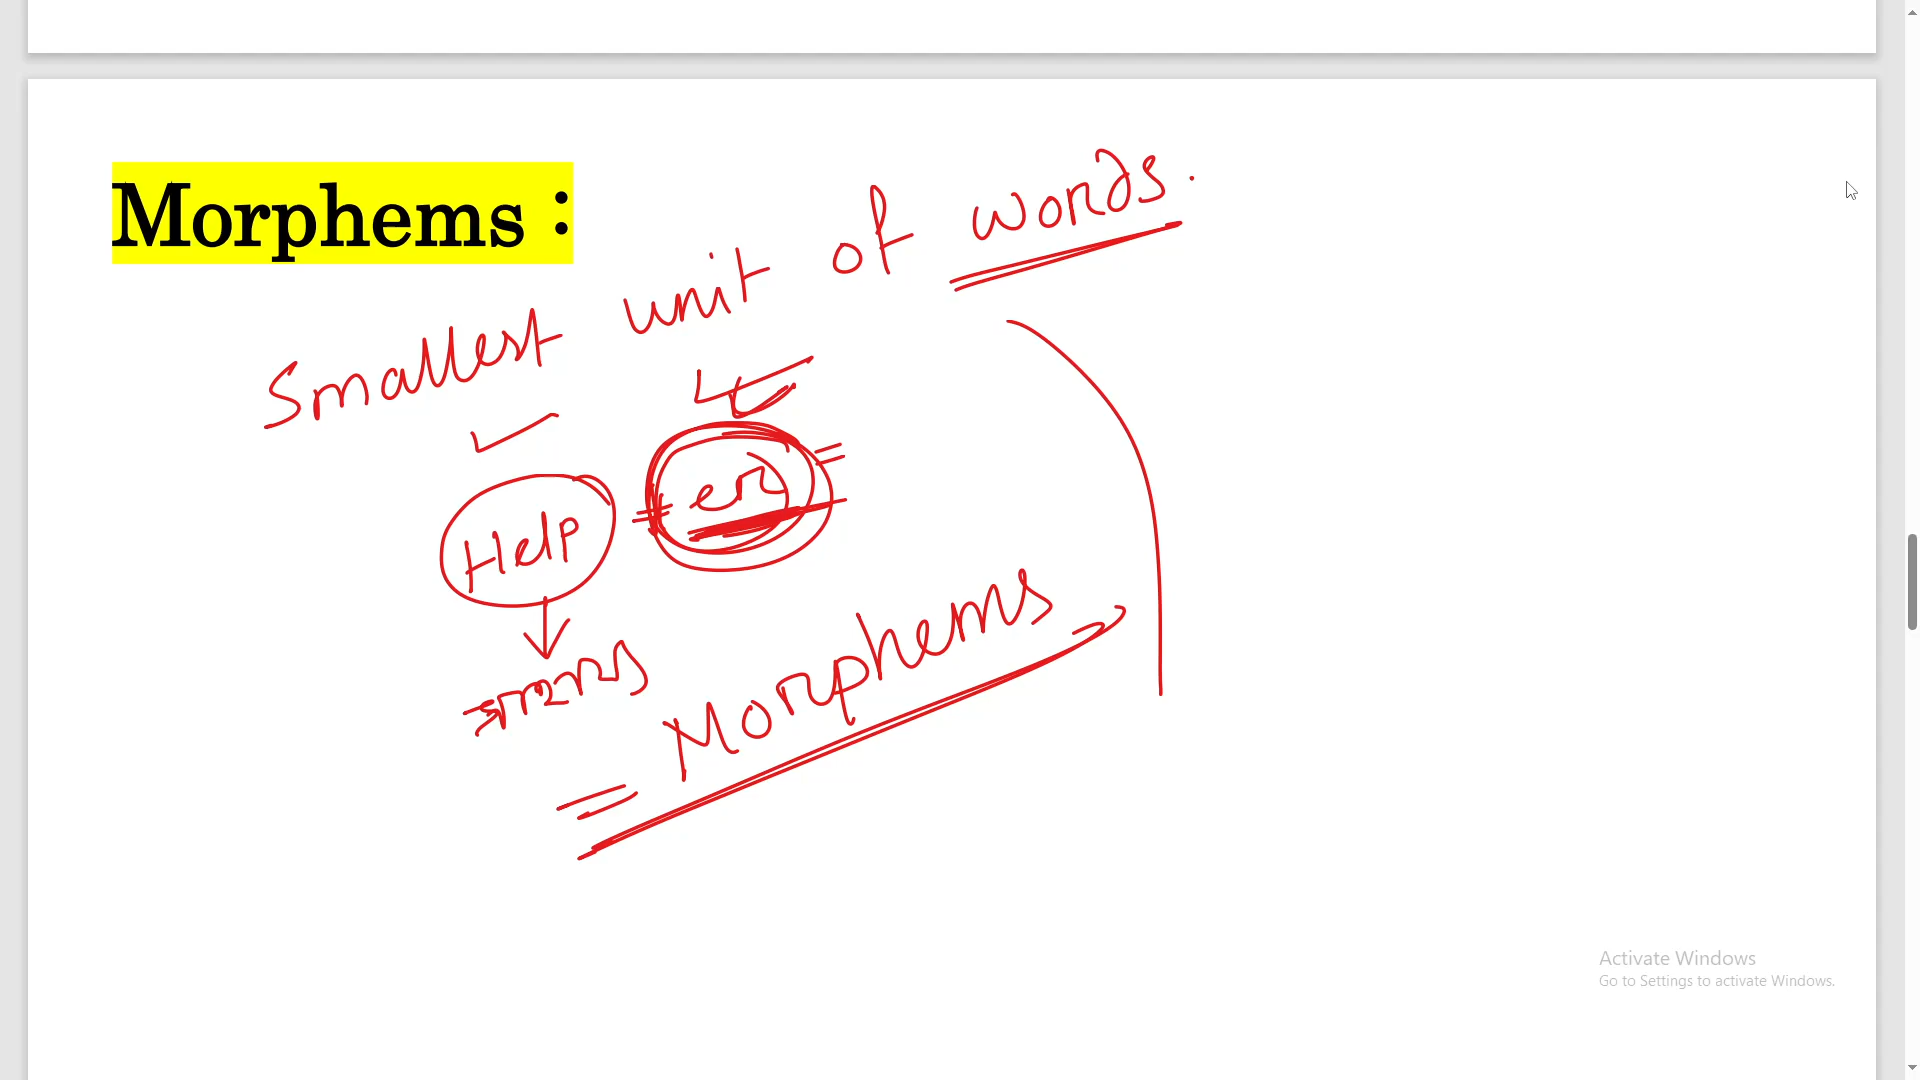 Morphems :
Smallest unit of words.
Help er
= Morphems
Activate Windows
Go to Settings to activate Windows.